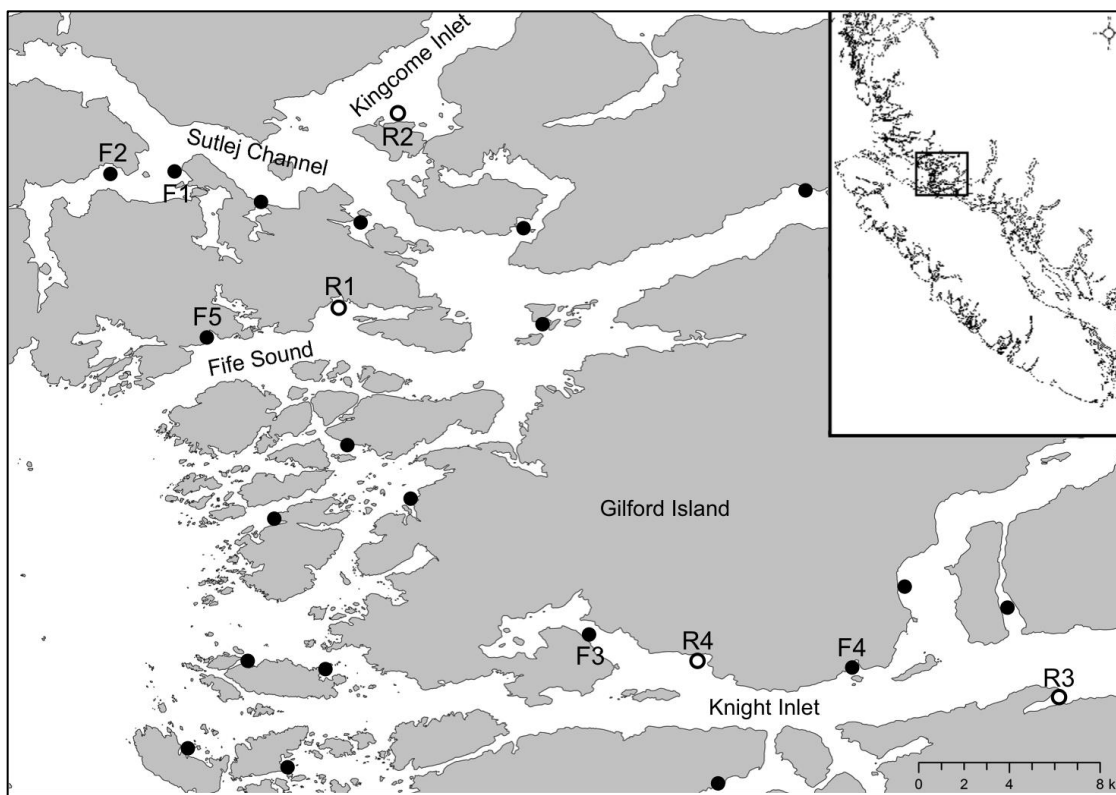 Kingcome Inlet
R2
Sutlej Channel
F2
F1
R1
F5
Fife Sound
Gilford Island
F3
R4
F4
R3
Knight Inlet
0 2 4 8 k